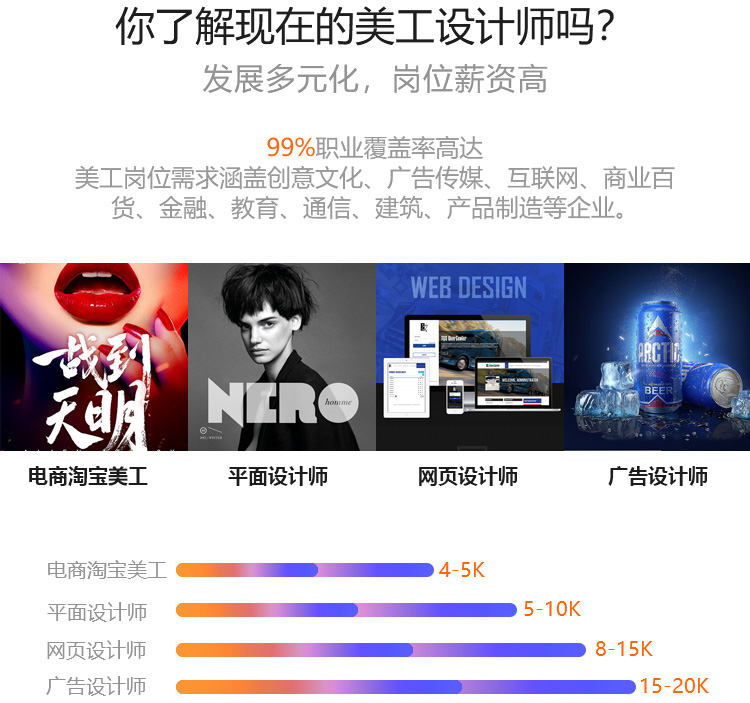 你了解现在的美工设计师吗？
发展多元化，岗位薪资高
99%职业覆盖率高达
美工岗位需求涵盖创意文化、广告传媒、互联网、商业百
货、金融、教育、通信、建筑、产品制造等企业。
一战到
天明
NERO
homme
WEB DESIGN
ARCTIC
BEER
电商淘宝美工
平面设计师
网页设计师
广告设计师
电商淘宝美工 4-5K
平面设计师 5-10K
网页设计师 8-15K
广告设计师 15-20K